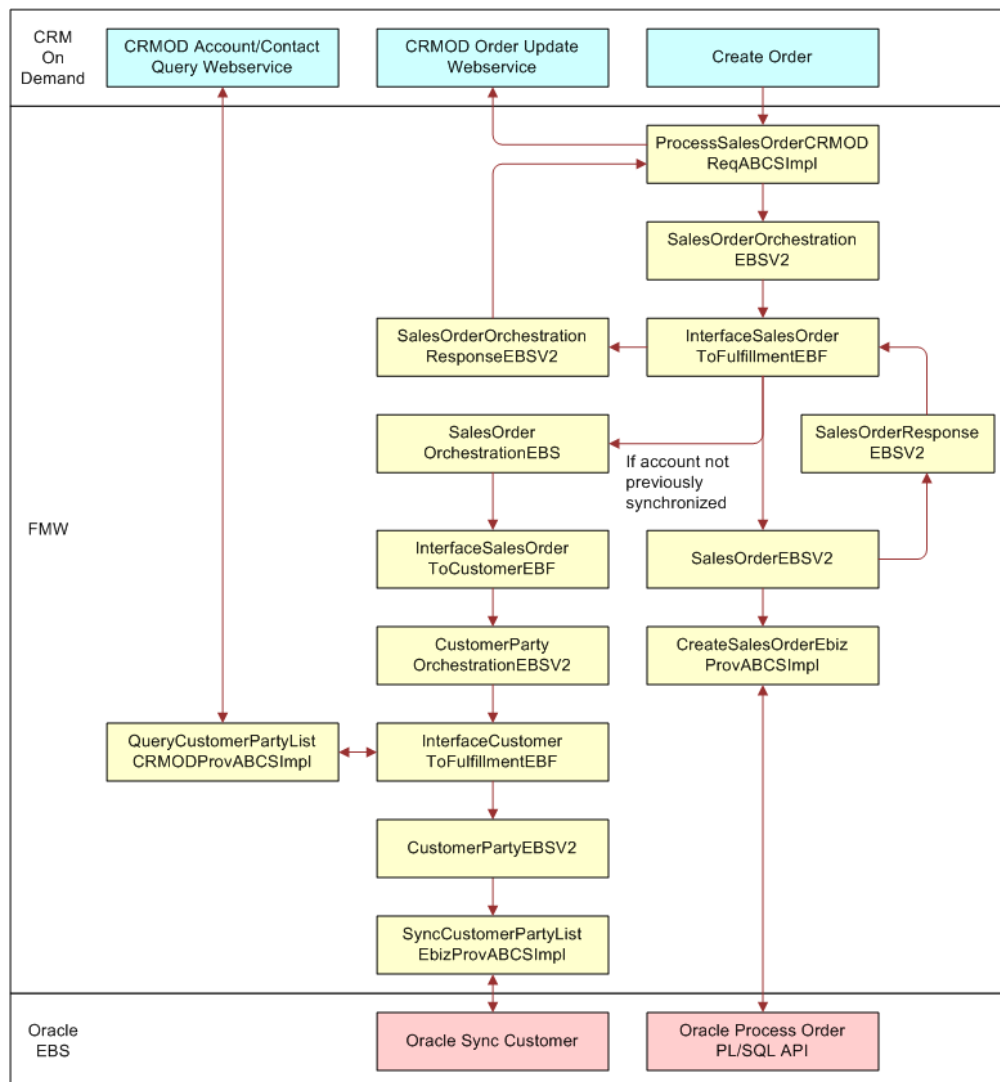 CRM
On
Demand
CRMOD Account/Contact
Query Webservice
CRMOD Order Update
Webservice
Create Order
ProcessSalesOrderCRMOD
ReqABCSImpl
SalesOrderOrchestration
EBSV2
SalesOrderOrchestration
ResponseEBSV2
InterfaceSalesOrder
ToFulfillmentEBF
SalesOrder
OrchestrationEBS
If account not
previously
synchronized
SalesOrderResponse
EBSV2
FMW
InterfaceSalesOrder
ToCustomerEBF
SalesOrderEBSV2
CustomerParty
OrchestrationEBSV2
CreateSalesOrderEbiz
ProvABCSImpl
QueryCustomerPartyList
CRMODProvABCSImpl
InterfaceCustomer
ToFulfillmentEBF
CustomerPartyEBSV2
SyncCustomerPartyList
EbizProvABCSImpl
Oracle
EBS
Oracle Sync Customer
Oracle Process Order
PL/SQL API